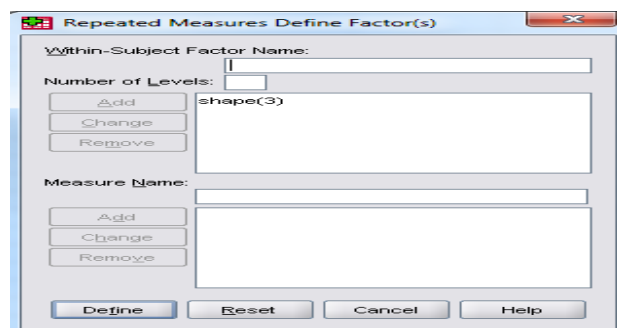 Repeated Measures Define Factor(s)
Within-Subject Factor Name:
Number of Levels:
Add
shape(3)
Change
Remove
Measure Name:
Add
Change
Remove
Define Reset Cancel Help